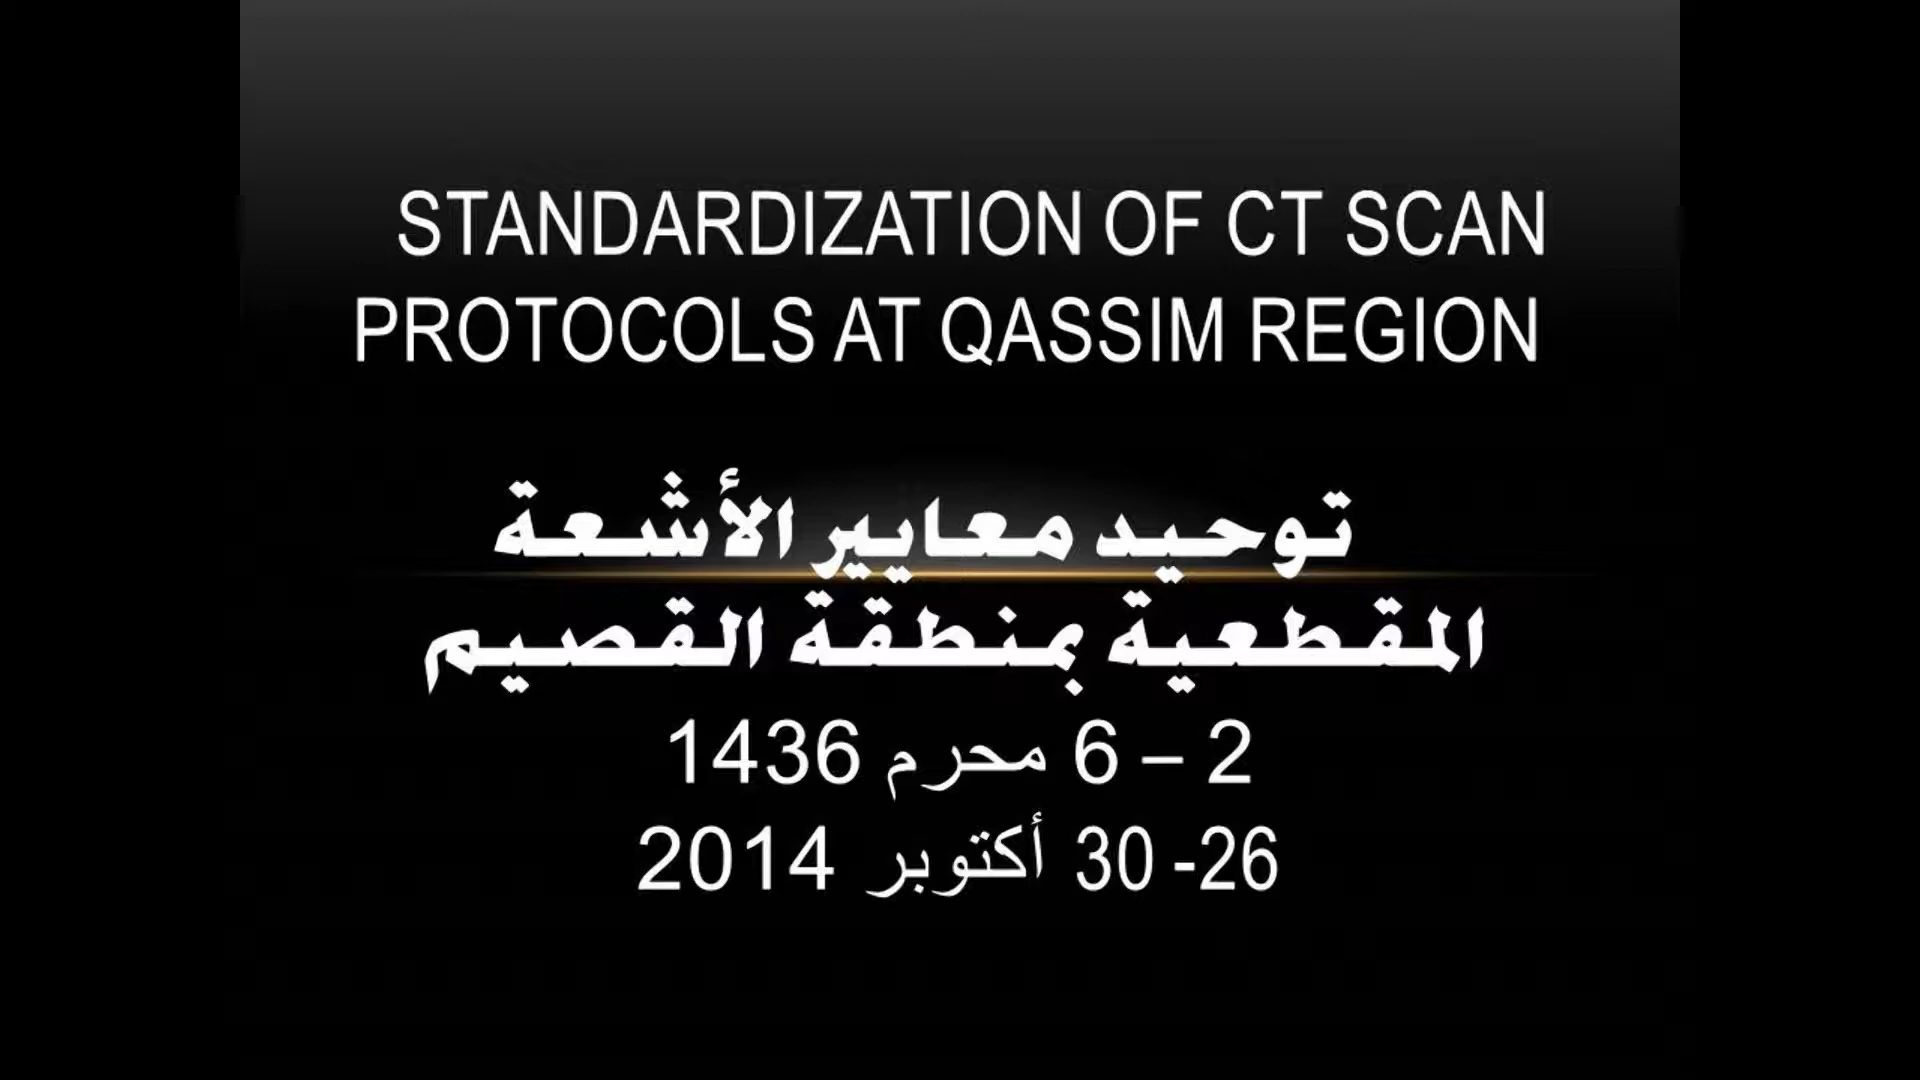 STANDARDIZATION OF CT SCAN
PROTOCOLS AT QASSIM REGION
توحيد معايير الأشعة
المقطعية بمنطقة القصيم
2 – 6 محرم 1436
26- 30 أكتوبر 2014